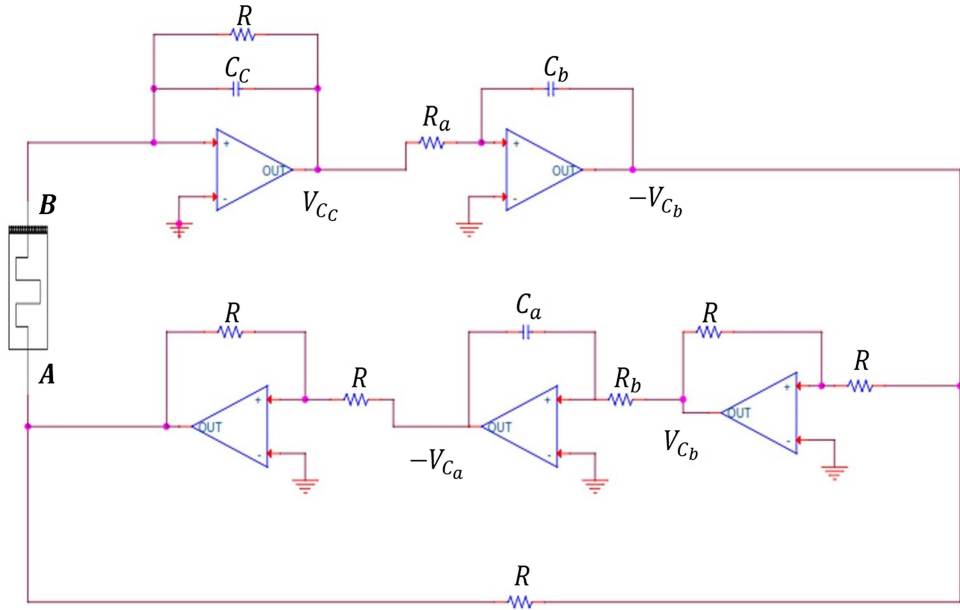 R
C_C
C_b
R_a
+
+
OUT
OUT
-
-
V_{C_C}
-V_{C_b}
B
C_a
R
R
R
R
R_b
R
A
+
+
+
OUT
OUT
OUT
-
-
-
-V_{C_a}
V_{C_b}
R